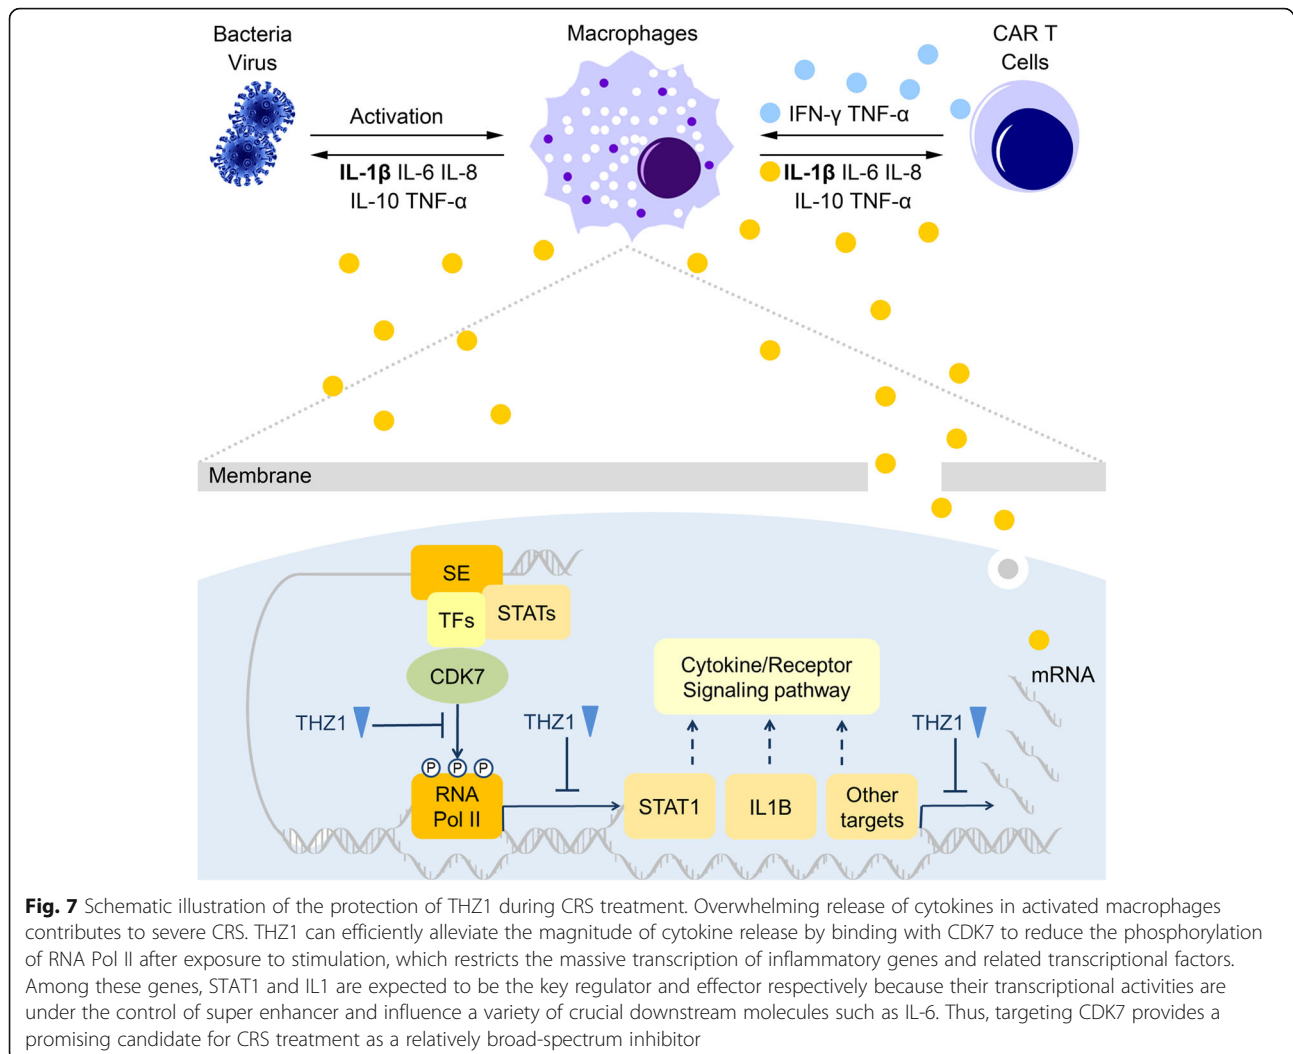 Bacteria
Virus
Macrophages
CAR T
Cells
Activation
IL-1β IL-6 IL-8
IL-10 TNF-α
IFN-γ TNF-α
IL-1β IL-6 IL-8
IL-10 TNF-α
Membrane
SE
TFs
STATs
CDK7
THZ1
P P P
RNA
Pol II
THZ1
Cytokine/Receptor
Signaling pathway
STAT1
IL1B
Other
targets
THZ1
mRNA
Fig. 7 Schematic illustration of the protection of THZ1 during CRS treatment. Overwhelming release of cytokines in activated macrophages
contributes to severe CRS. THZ1 can efficiently alleviate the magnitude of cytokine release by binding with CDK7 to reduce the phosphorylation
of RNA Pol II after exposure to stimulation, which restricts the massive transcription of inflammatory genes and related transcriptional factors.
Among these genes, STAT1 and IL1 are expected to be the key regulator and effector respectively because their transcriptional activities are
under the control of super enhancer and influence a variety of crucial downstream molecules such as IL-6. Thus, targeting CDK7 provides a
promising candidate for CRS treatment as a relatively broad-spectrum inhibitor